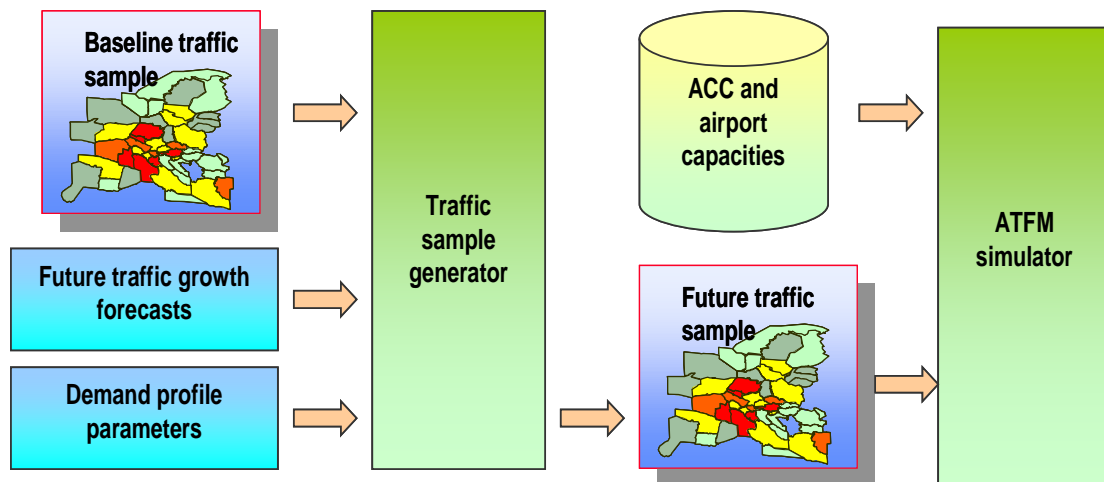 Baseline traffic
sample
Future traffic growth
forecasts
Demand profile
parameters
Traffic
sample
generator
ACC and
airport
capacities
Future traffic
sample
ATFM
simulator